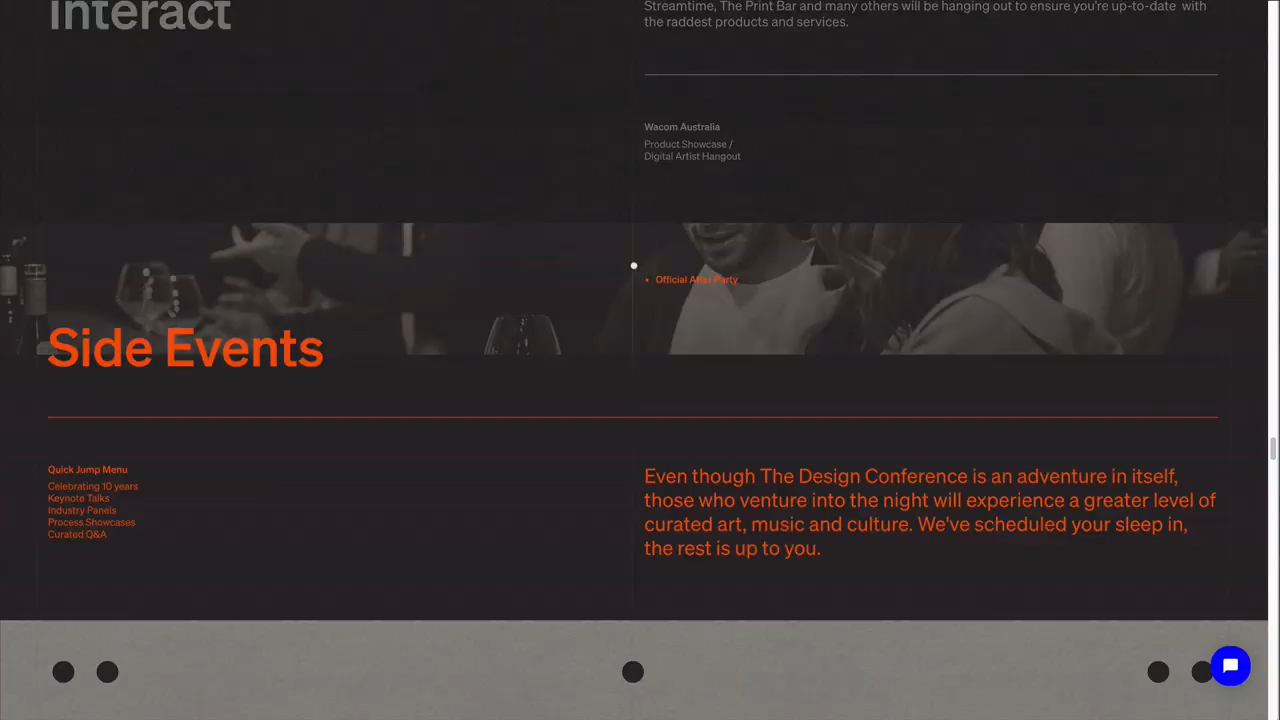 Interact
Streamtime, The Print Bar and many others will be hanging out to ensure you're up-to-date with
the raddest products and services.
Wacom Australia
Product Showcase /
Digital Artist Hangout
• Official After Party
Side Events
Quick Jump Menu
Celebrating 10 years
Keynote Talks
Industry Panels
Process Showcases
Curated Q&A
Even though The Design Conference is an adventure in itself,
those who venture into the night will experience a greater level of
curated art, music and culture. We've scheduled your sleep in,
the rest is up to you.